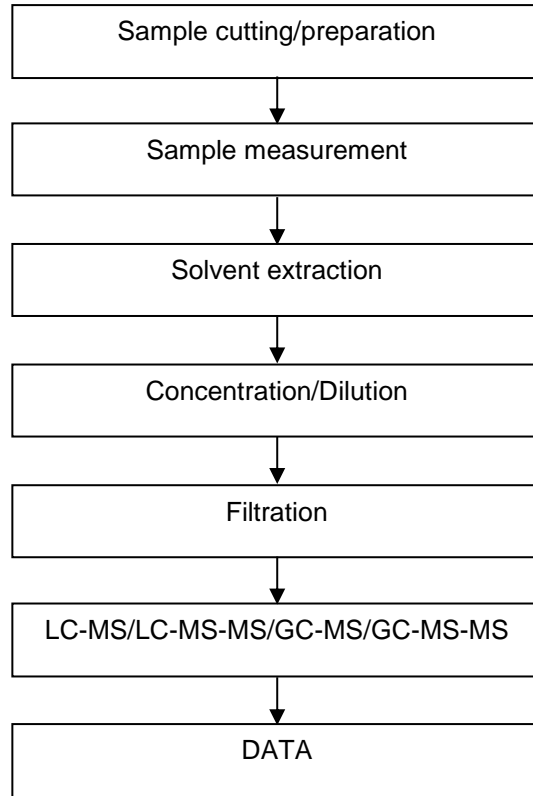 Sample cutting/preparation
Sample measurement
Solvent extraction
Concentration/Dilution
Filtration
LC-MS/LC-MS-MS/GC-MS/GC-MS-MS
DATA